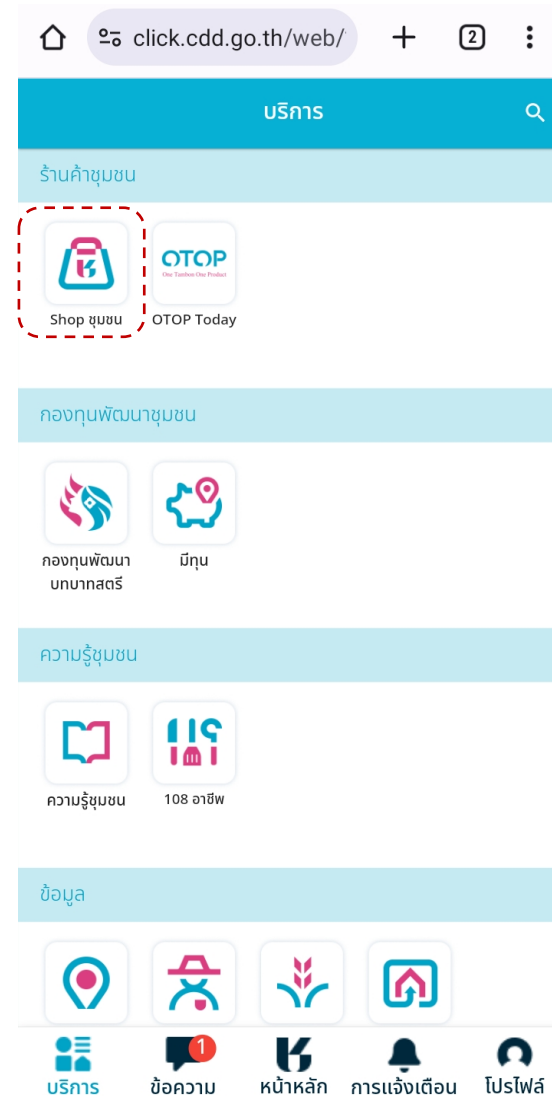 click.cdd.go.th/web/
2
บริการ
ร้านค้าชุมชน
OTOP
One Tambon One Product
Shop ชุมชน
OTOP Today
กองทุนพัฒนาชุมชน
กองทุนพัฒนา
บทบาทสตรี
มีทุน
ความรู้ชุมชน
ความรู้ชุมชน
108 อาชีพ
ข้อมูล
1
บริการ
ข้อความ
หน้าหลัก
การแจ้งเตือน
โปรไฟล์